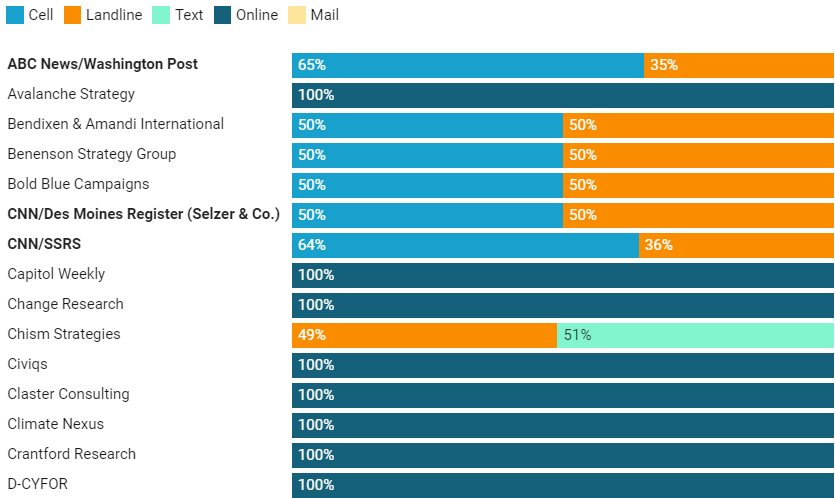 Cell Landline Text Online Mail
ABC News/Washington Post 65% 35%
Avalanche Strategy 100%
Bendixen & Amandi International 50% 50%
Benenson Strategy Group 50% 50%
Bold Blue Campaigns 50% 50%
CNN/Des Moines Register (Selzer & Co.) 50% 50%
CNN/SSRS 64% 36%
Capitol Weekly 100%
Change Research 100%
Chism Strategies 49% 51%
Civiqs 100%
Claster Consulting 100%
Climate Nexus 100%
Crantford Research 100%
D-CYFOR 100%